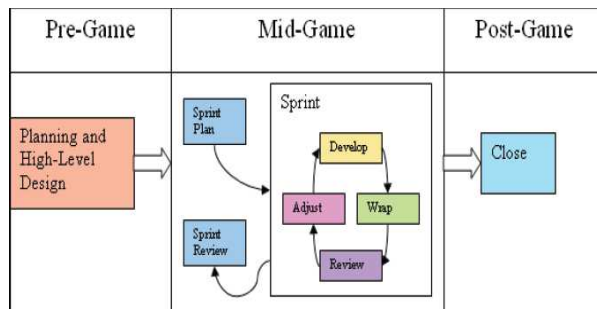 Pre-Game
Mid-Game
Post-Game
Planning and
High-Level
Design
Sprint
Plan
Sprint
Review
Sprint
Develop
Adjust
Wrap
Review
Close